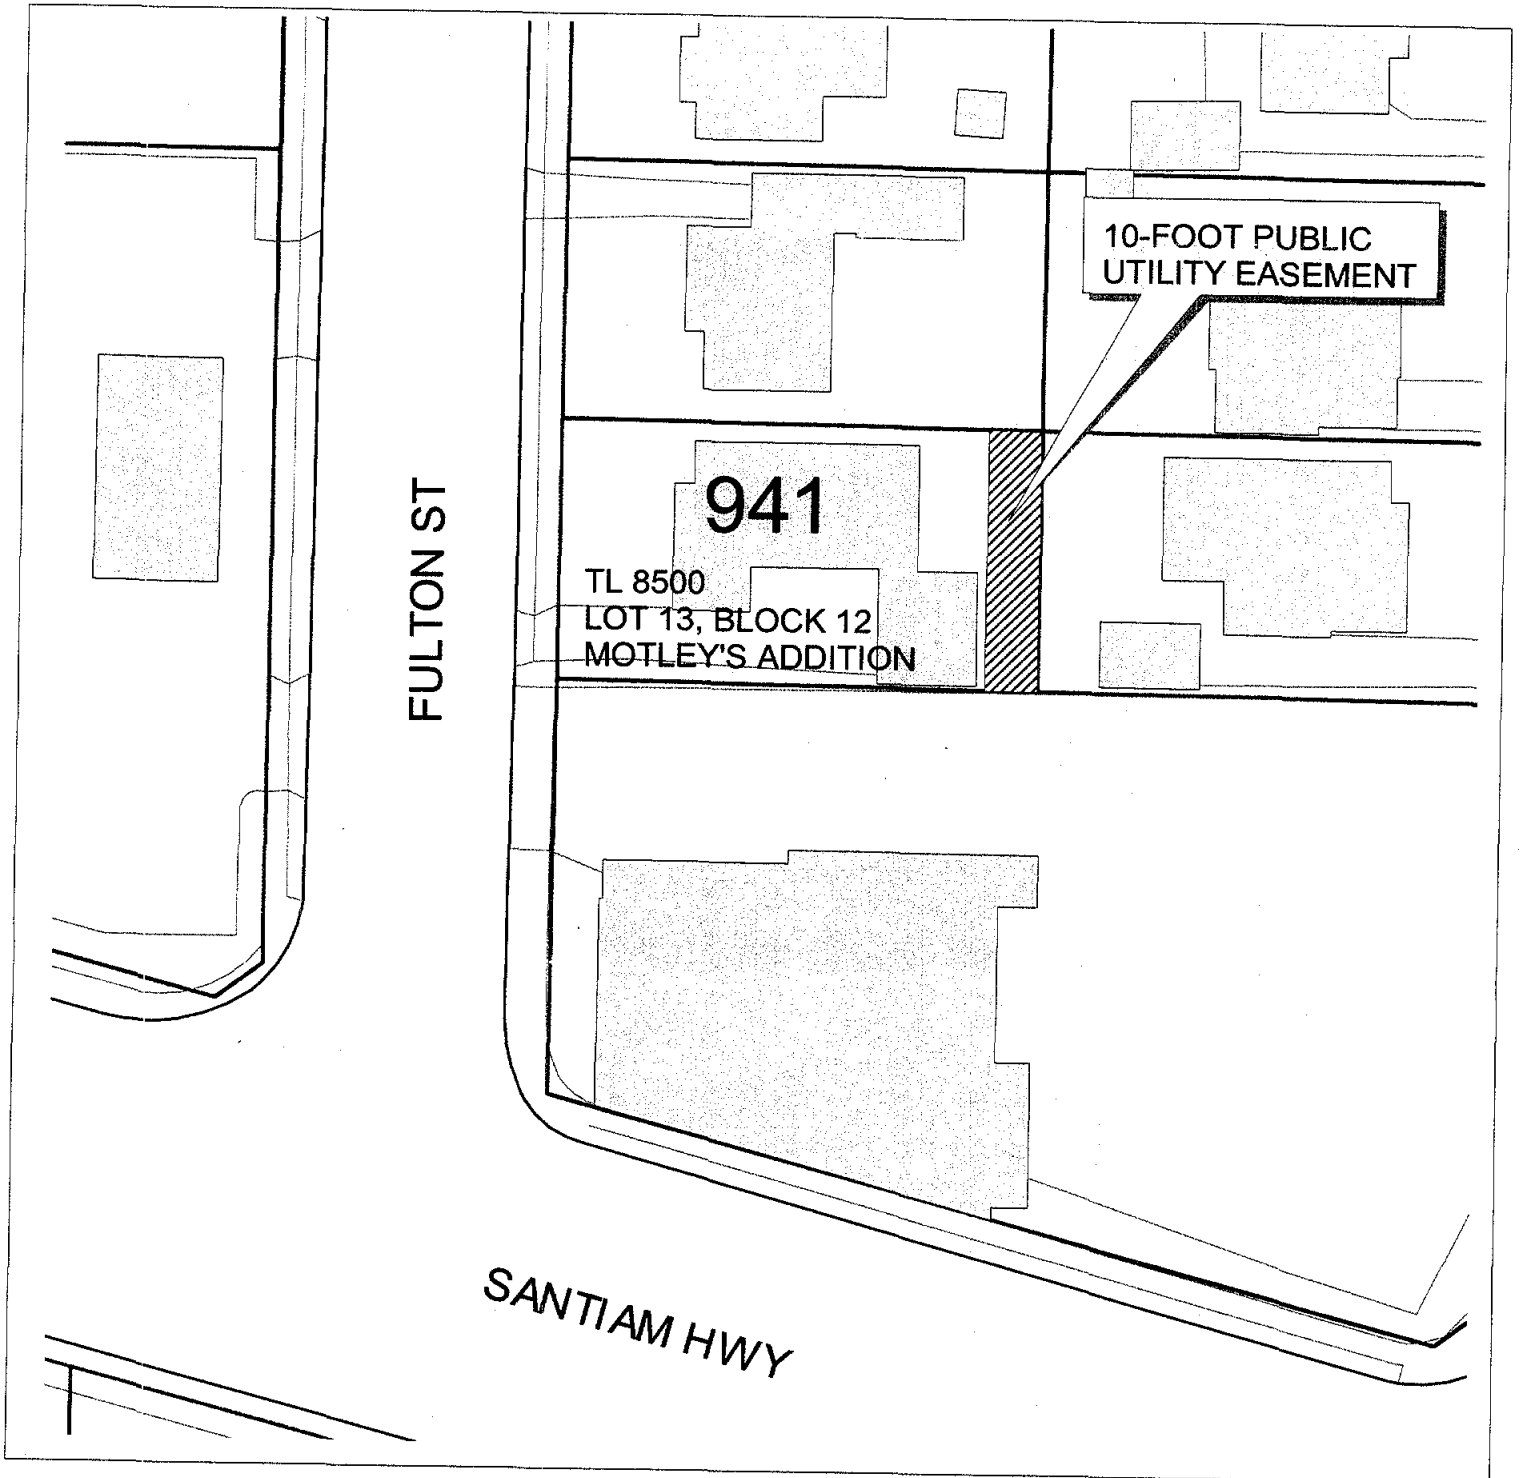 10-FOOT PUBLIC
UTILITY EASEMENT
941
TL 8500
LOT 13, BLOCK 12
MOTLEY'S ADDITION
FULTON ST
SANTIAM HWY